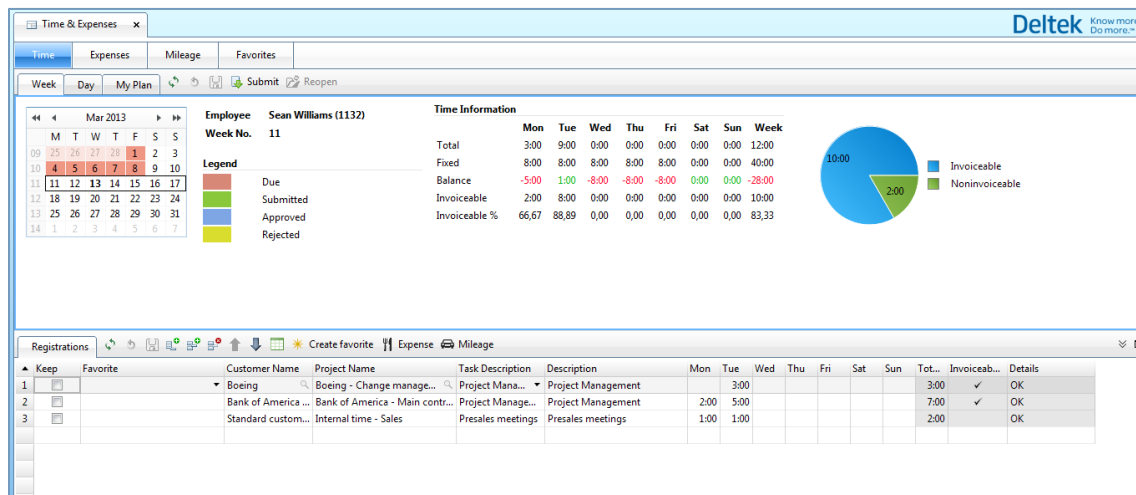 Time & Expenses x
Deltek Know more. Do more.™
Time Expenses Mileage Favorites
Week Day My Plan Submit Reopen
Mar 2013
M T W T F S S
09 25 26 27 28 1 2 3
10 4 5 6 7 8 9 10
11 11 12 13 14 15 16 17
12 18 19 20 21 22 23 24
13 25 26 27 28 29 30 31
14 1 2 3 4 5 6 7
Employee Sean Williams (1132)
Week No. 11
Legend
Due
Submitted
Approved
Rejected
Time Information
Mon Tue Wed Thu Fri Sat Sun Week
Total 3:00 9:00 0:00 0:00 0:00 0:00 0:00 12:00
Fixed 8:00 8:00 8:00 8:00 8:00 0:00 0:00 40:00
Balance -5:00 1:00 -8:00 -8:00 -8:00 0:00 0:00 -28:00
Invoiceable 2:00 8:00 0:00 0:00 0:00 0:00 0:00 10:00
Invoiceable % 66,67 88,89 0,00 0,00 0,00 0,00 0,00 83,33
10:00
2:00
Invoiceable
Noninvoiceable
Registrations Create favorite Expense Mileage
Keep Favorite Customer Name Project Name Task Description Description Mon Tue Wed Thu Fri Sat Sun Tot... Invoiceab... Details
1 Boeing Boeing - Change manage... Project Mana... Project Management 3:00 3:00 ✓ OK
2 Bank of America ... Bank of America - Main contr... Project Manage... Project Management 2:00 5:00 7:00 ✓ OK
3 Standard custom... Internal time - Sales Presales meetings Presales meetings 1:00 1:00 2:00 OK